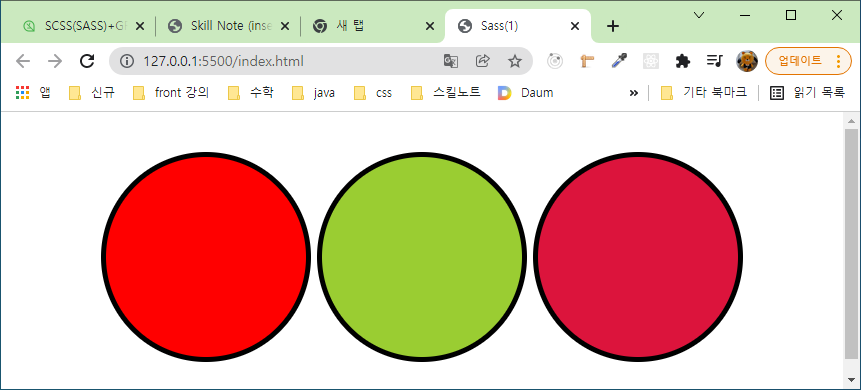 SCSS(SASS)+G
Skill Note (inse
새 탭
Sass(1)
127.0.0.1:5500/index.html
업데이트
앱
신규
front 강의
수학
java
css
스킬노트
Daum
»
기타 북마크
읽기 목록